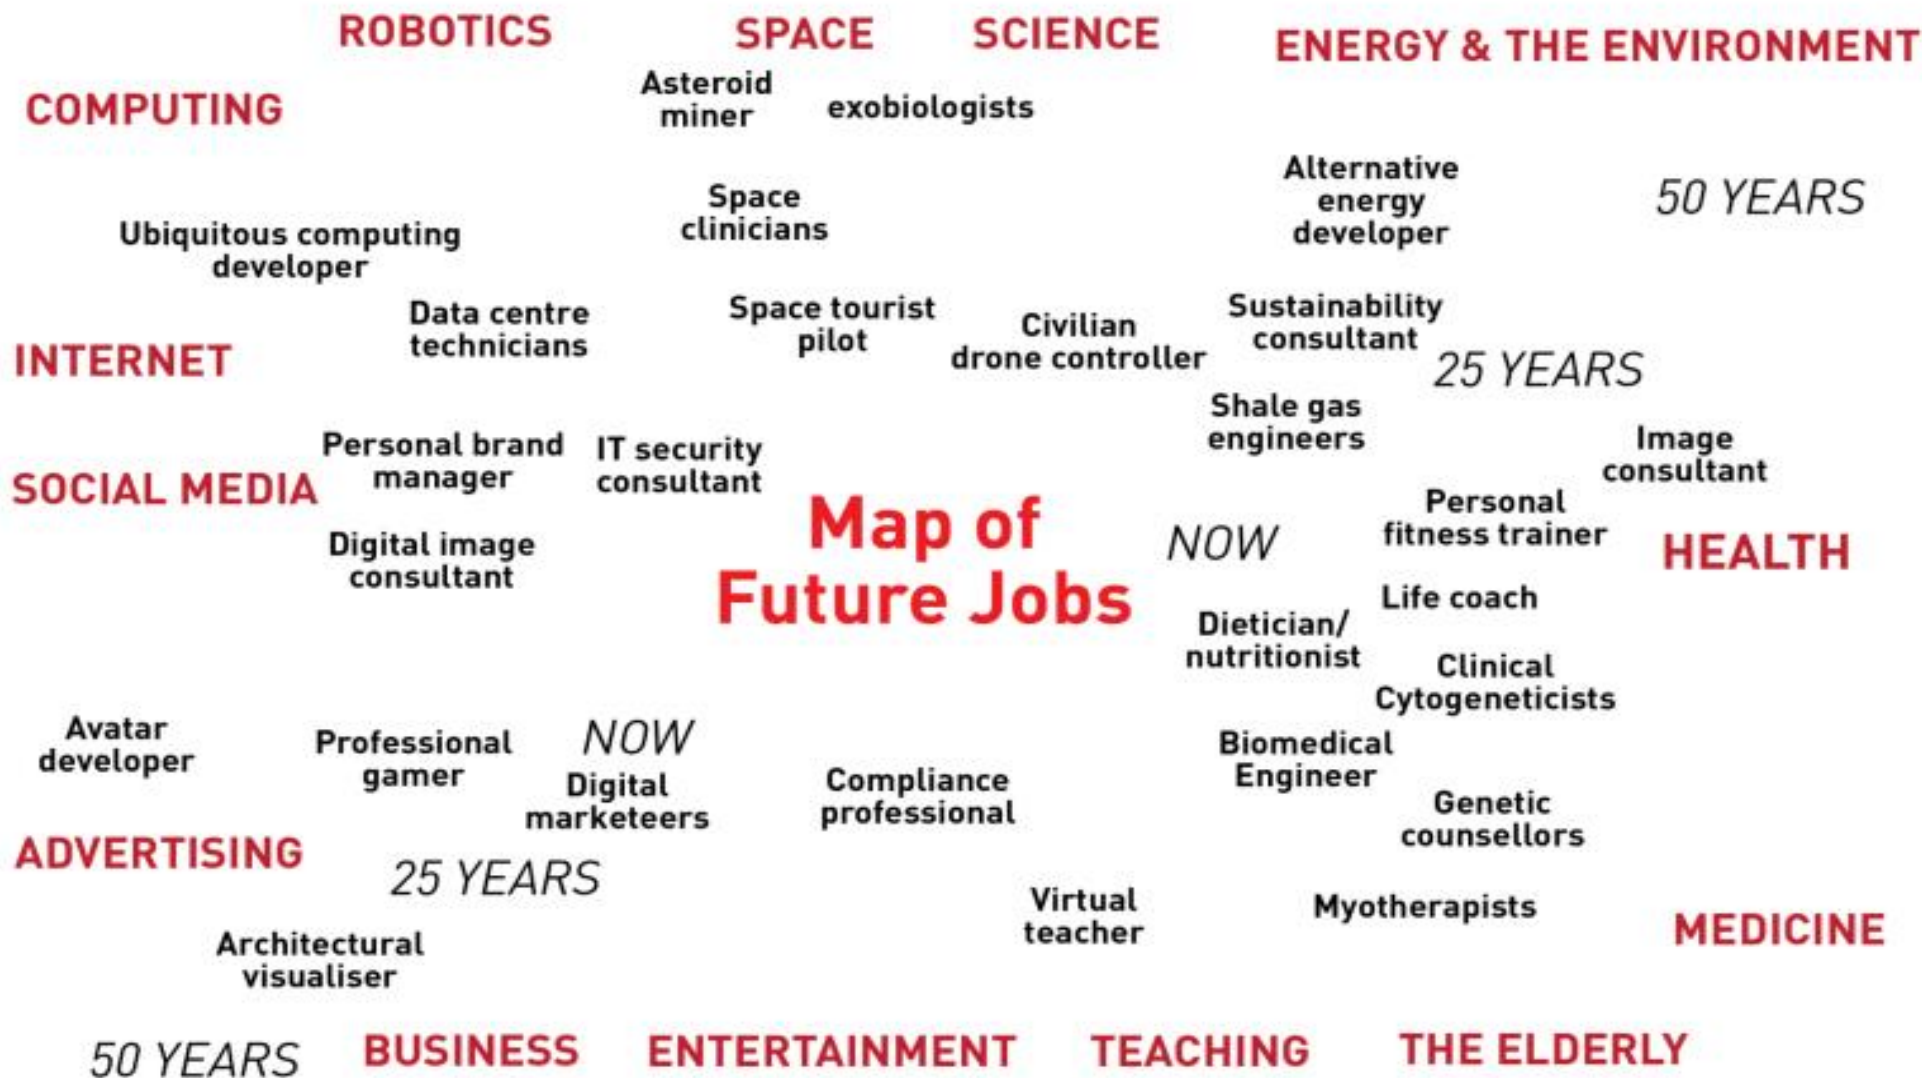 ROBOTICS
SPACE
SCIENCE
ENERGY & THE ENVIRONMENT
COMPUTING
Asteroid
miner
exobiologists
Alternative
energy
developer
50 YEARS
Space
clinicians
Ubiquitous computing
developer
Data centre
technicians
Space tourist
pilot
Civilian
drone controller
Sustainability
consultant
INTERNET
25 YEARS
Shale gas
engineers
Image
consultant
Personal brand
manager
IT security
consultant
SOCIAL MEDIA
Map of
Future Jobs
NOW
Personal
fitness trainer
HEALTH
Digital image
consultant
Life coach
Dietician/
nutritionist
Clinical
Cytogeneticists
Avatar
developer
Professional
gamer
NOW
Digital
marketeers
Compliance
professional
Biomedical
Engineer
Genetic
counsellors
ADVERTISING
25 YEARS
Virtual
teacher
Myotherapists
MEDICINE
Architectural
visualiser
50 YEARS
BUSINESS
ENTERTAINMENT
TEACHING
THE ELDERLY